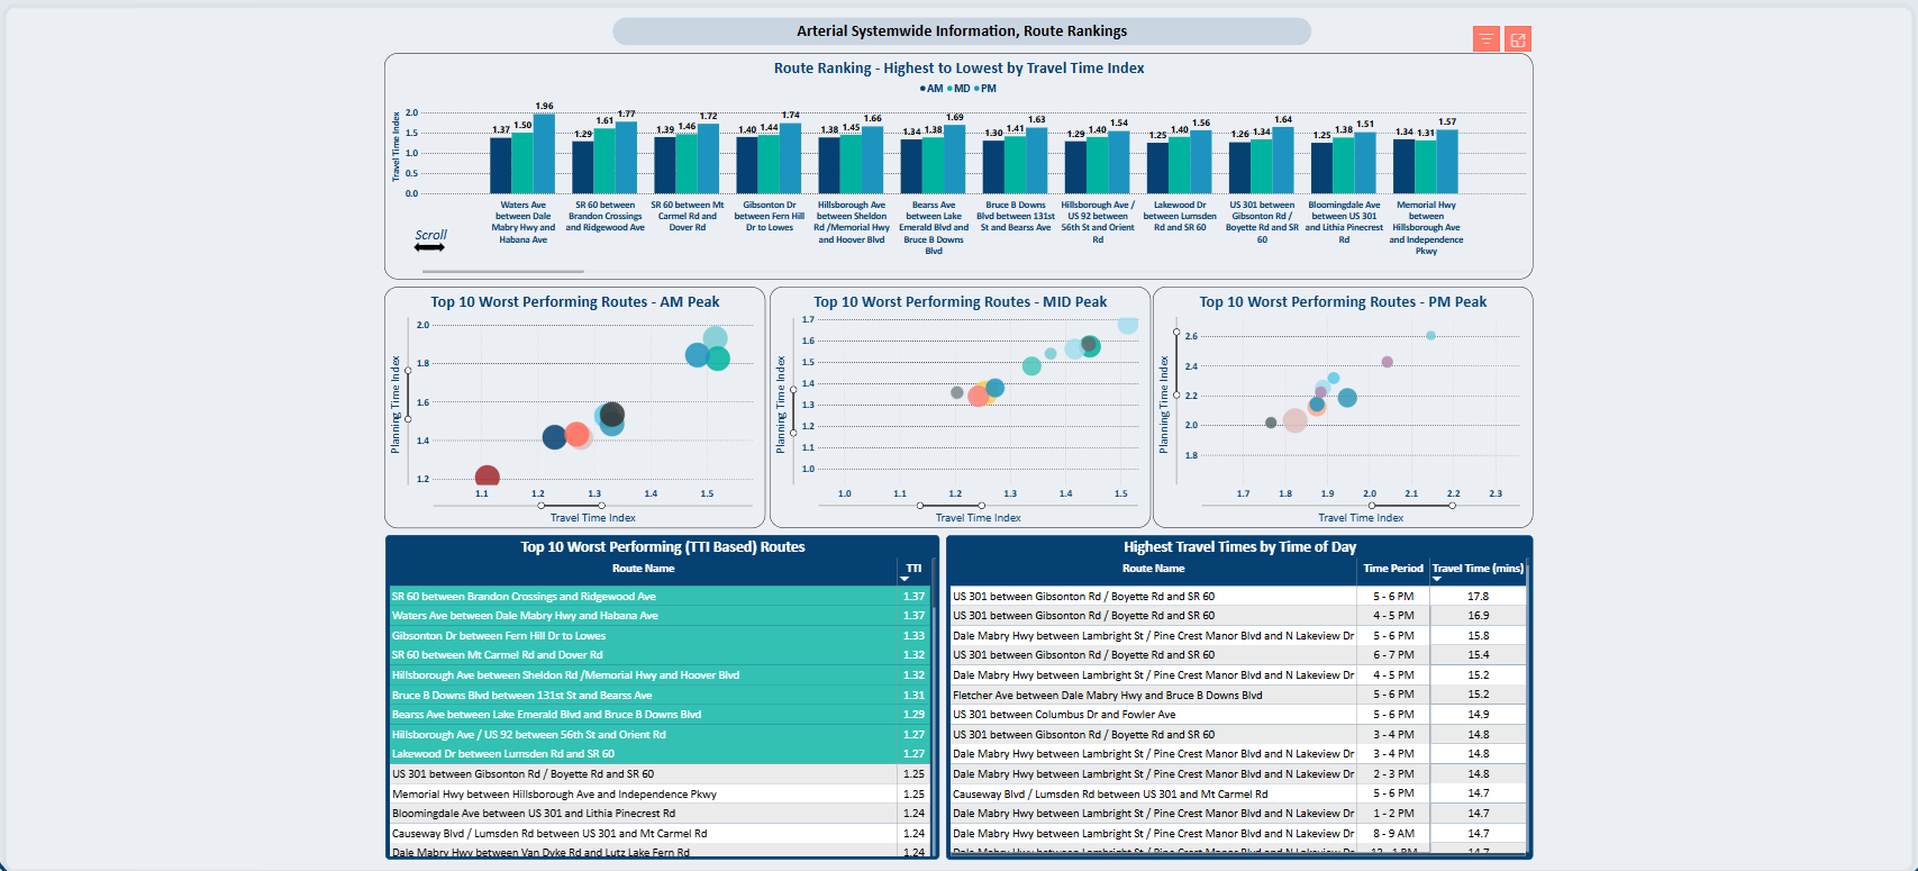 Arterial Systemwide Information, Route Rankings
Route Ranking - Highest to Lowest by Travel Time Index
AM MD PM
Travel Time Index
2.0
1.5
1.0
0.5
0.0
1.37 1.50 1.96
1.29 1.61 1.77
1.39 1.46 1.72
1.40 1.44 1.74
1.38 1.45 1.66
1.34 1.38 1.69
1.30 1.41 1.63
1.29 1.40 1.54
1.25 1.40 1.56
1.26 1.34 1.64
1.25 1.38 1.51
1.34 1.31 1.57
Waters Ave
between Dale
Mabry Hwy and
Habana Ave
SR 60 between
Brandon Crossings
and Ridgewood Ave
SR 60 between Mt
Carmel Rd and
Dover Rd
Gibsonton Dr
between Fern Hill
Dr to Lowes
Hillsborough Ave
between Sheldon
Rd /Memorial Hwy
and Hoover Blvd
Bearss Ave
between Lake
Emerald Blvd and
Bruce B Downs
Blvd
Bruce B Downs
Blvd between 131st
St and Bearss Ave
Hillsborough Ave /
US 92 between
56th St and Orient
Rd
Lakewood Dr
between Lumsden
Rd and SR 60
US 301 between
Gibsonton Rd /
Boyette Rd and SR
60
Bloomingdale Ave
between US 301
and Lithia Pinecrest
Rd
Memorial Hwy
between
Hillsborough Ave
and Independence
Pkwy
Scroll
Top 10 Worst Performing Routes - AM Peak
Planning Time Index
2.0
1.8
1.6
1.4
1.2
1.1 1.2 1.3 1.4 1.5
Travel Time Index
Top 10 Worst Performing Routes - MID Peak
Planning Time Index
1.7
1.6
1.5
1.4
1.3
1.2
1.1
1.0
1.0 1.1 1.2 1.3 1.4 1.5
Travel Time Index
Top 10 Worst Performing Routes - PM Peak
Planning Time Index
2.6
2.4
2.2
2.0
1.8
1.7 1.8 1.9 2.0 2.1 2.2 2.3
Travel Time Index
Top 10 Worst Performing (TTI Based) Routes
Route Name TTI
SR 60 between Brandon Crossings and Ridgewood Ave 1.37
Waters Ave between Dale Mabry Hwy and Habana Ave 1.37
Gibsonton Dr between Fern Hill Dr to Lowes 1.33
SR 60 between Mt Carmel Rd and Dover Rd 1.32
Hillsborough Ave between Sheldon Rd /Memorial Hwy and Hoover Blvd 1.32
Bruce B Downs Blvd between 131st St and Bearss Ave 1.31
Bearss Ave between Lake Emerald Blvd and Bruce B Downs Blvd 1.29
Hillsborough Ave / US 92 between 56th St and Orient Rd 1.27
Lakewood Dr between Lumsden Rd and SR 60 1.27
US 301 between Gibsonton Rd / Boyette Rd and SR 60 1.25
Memorial Hwy between Hillsborough Ave and Independence Pkwy 1.25
Bloomingdale Ave between US 301 and Lithia Pinecrest Rd 1.24
Causeway Blvd / Lumsden Rd between US 301 and Mt Carmel Rd 1.24
Dale Mabry Hwy between Van Dyke Rd and Lutz Lake Fern Rd 1.24
Highest Travel Times by Time of Day
Route Name Time Period Travel Time (mins)
US 301 between Gibsonton Rd / Boyette Rd and SR 60 5 - 6 PM 17.8
US 301 between Gibsonton Rd / Boyette Rd and SR 60 4 - 5 PM 16.9
Dale Mabry Hwy between Lambright St / Pine Crest Manor Blvd and N Lakeview Dr 5 - 6 PM 15.8
US 301 between Gibsonton Rd / Boyette Rd and SR 60 6 - 7 PM 15.4
Dale Mabry Hwy between Lambright St / Pine Crest Manor Blvd and N Lakeview Dr 4 - 5 PM 15.2
Fletcher Ave between Dale Mabry Hwy and Bruce B Downs Blvd 5 - 6 PM 15.2
US 301 between Columbus Dr and Fowler Ave 5 - 6 PM 14.9
US 301 between Gibsonton Rd / Boyette Rd and SR 60 3 - 4 PM 14.8
Dale Mabry Hwy between Lambright St / Pine Crest Manor Blvd and N Lakeview Dr 3 - 4 PM 14.8
Dale Mabry Hwy between Lambright St / Pine Crest Manor Blvd and N Lakeview Dr 2 - 3 PM 14.8
Causeway Blvd / Lumsden Rd between US 301 and Mt Carmel Rd 5 - 6 PM 14.7
Dale Mabry Hwy between Lambright St / Pine Crest Manor Blvd and N Lakeview Dr 1 - 2 PM 14.7
Dale Mabry Hwy between Lambright St / Pine Crest Manor Blvd and N Lakeview Dr 8 - 9 AM 14.7
Dale Mabry Hwy between Lambright St / Pine Crest Manor Blvd and N Lakeview Dr 12 - 1 PM 14.7